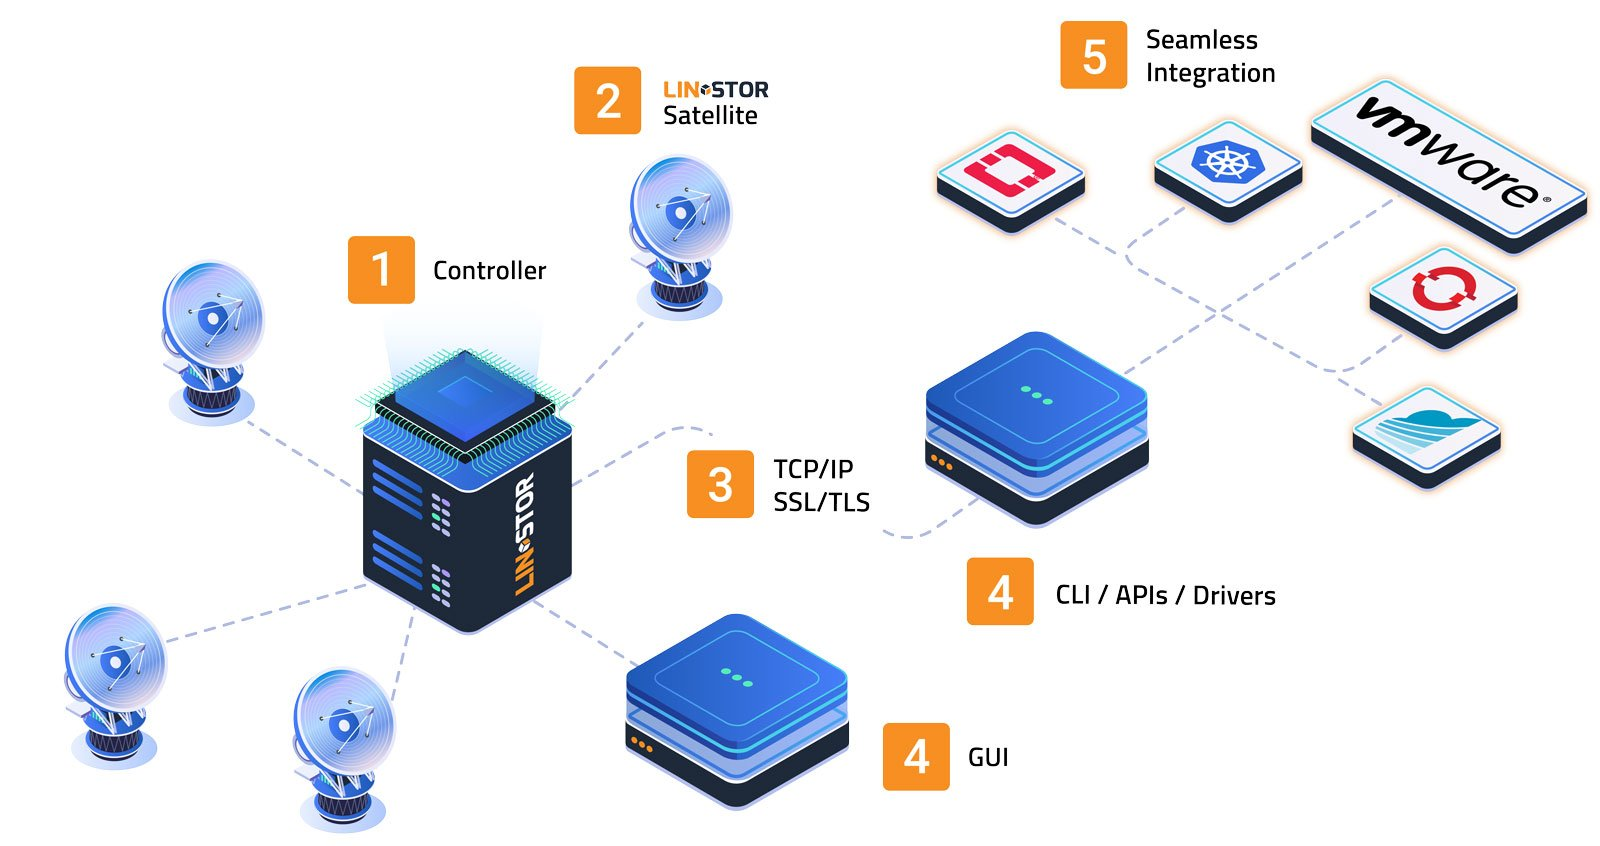 5
Seamless
Integration
vmware®
2
LINSTOR
Satellite
1
Controller
LINSTOR
3
TCP/IP
SSL/TLS
4
CLI / APIs / Drivers
4
GUI